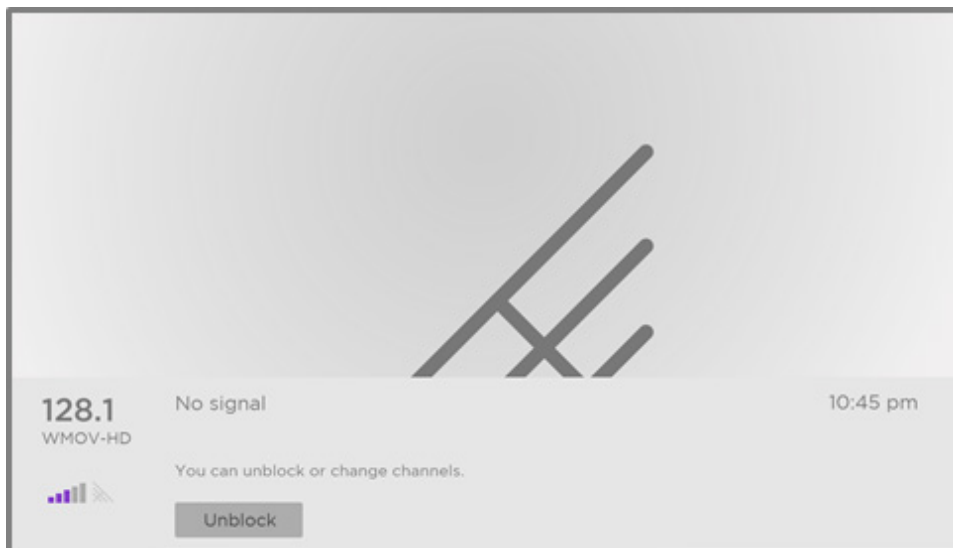 128.1
WMOV-HD
No signal
10:45 pm
You can unblock or change channels.
Unblock